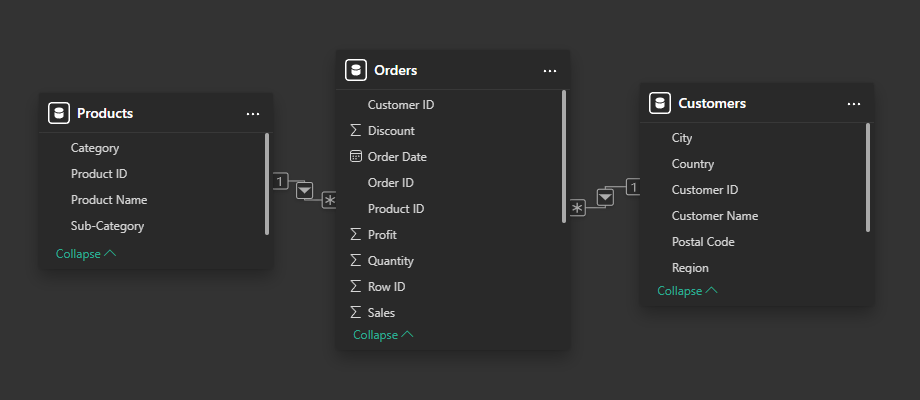 Products
...
Category
Product ID
Product Name
Sub-Category
Collapse
1
*
Orders
...
Customer ID
Σ Discount
Order Date
Order ID
Product ID
Σ Profit
Σ Quantity
Σ Row ID
Σ Sales
Collapse
*
1
Customers
...
City
Country
Customer ID
Customer Name
Postal Code
Region
Collapse